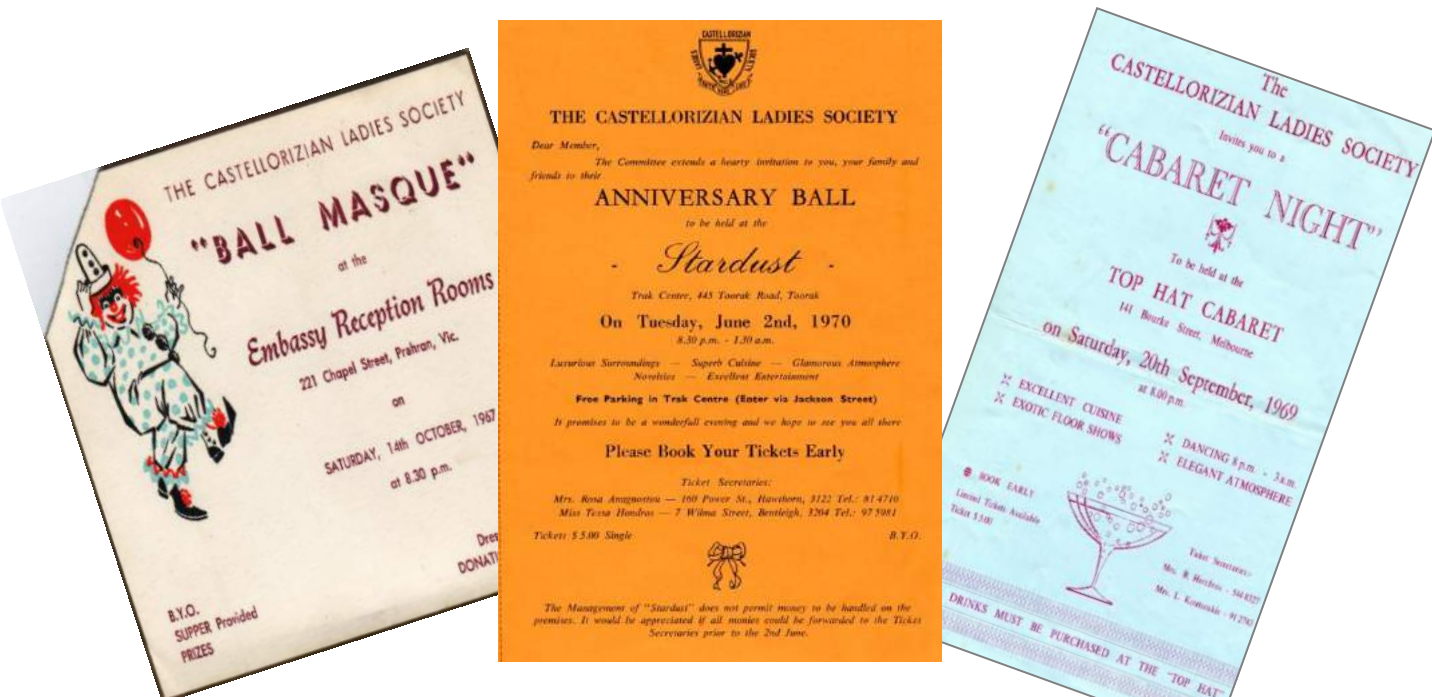 THE CASTELLORIZIAN LADIES SOCIETY
"BALL MASQUE"
at the
Embassy Reception Rooms
221 Chapel Street, Prahran, Vic.
on
SATURDAY, 14th OCTOBER, 1967
at 8.30 p.m.
Dres
DONATI
B.Y.O.
SUPPER Provided
PRIZES
CASTELLORIZIAN
LADIES
SOCIETY
THE CASTELLORIZIAN LADIES SOCIETY
Dear Member,
The Committee extends a hearty invitation to you, your family and
friends to their
ANNIVERSARY BALL
to be held at the
- Stardust -
Trak Centre, 445 Toorak Road, Toorak
On Tuesday, June 2nd, 1970
8.30 p.m. - 1.30 a.m.
Luxurious Surroundings — Superb Cuisine — Glamorous Atmosphere
Novelties — Excellent Entertainment
Free Parking in Trak Centre (Enter via Jackson Street)
It promises to be a wonderfull evening and we hope to see you all there
Please Book Your Tickets Early
Ticket Secretaries:
Mrs. Rosa Anagnostou — 160 Power St., Hawthorn, 3122 Tel.: 81 4710
Miss Tessa Hondros — 7 Wilma Street, Bentleigh, 3204 Tel.: 97 5981
Tickets $5.00 Single
B.Y.O.
The Management of "Stardust" does not permit money to be handled on the
premises. It would be appreciated if all monies could be forwarded to the Ticket
Secretaries prior to the 2nd June.
The
CASTELLORIZIAN LADIES SOCIETY
Invites you to a
"CABARET NIGHT"
To be held at the
TOP HAT CABARET
141 Bourke Street, Melbourne
on Saturday, 20th September, 1969
at 8.00 p.m.
EXCELLENT CUISINE
EXOTIC FLOOR SHOWS
DANCING 8 p.m. - 3 a.m.
ELEGANT ATMOSPHERE
BOOK EARLY
Limited Tickets Available
Ticket $5.00
Ticket Secretaries:-
Mrs. 
Mrs. L.
DRINKS MUST BE PURCHASED AT THE "TOP HAT"